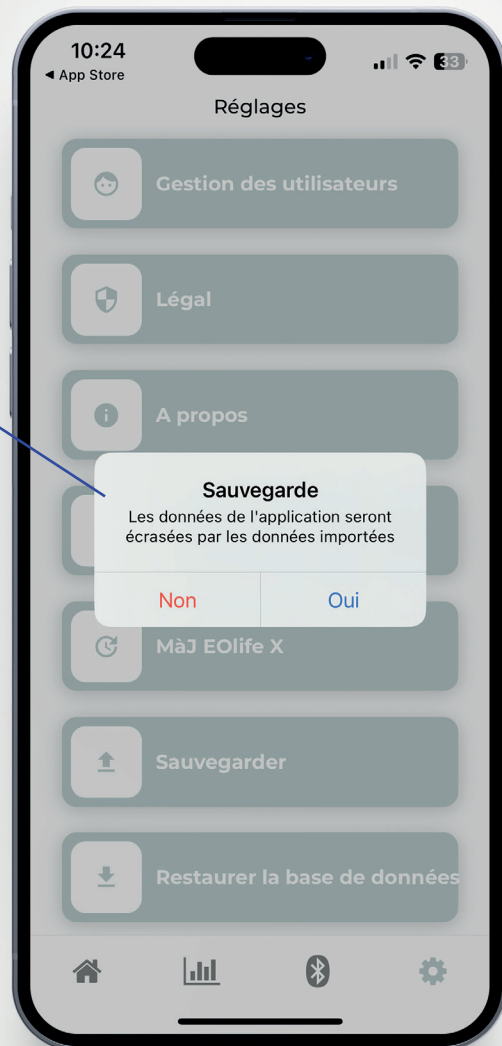 10:24
◀ App Store
33
Réglages
Gestion des utilisateurs
Légal
A propos
Sauvegarde
Les données de l'application seront
écrasées par les données importées
Non
Oui
MàJ EOlife X
Sauvegarder
Restaurer la base de données